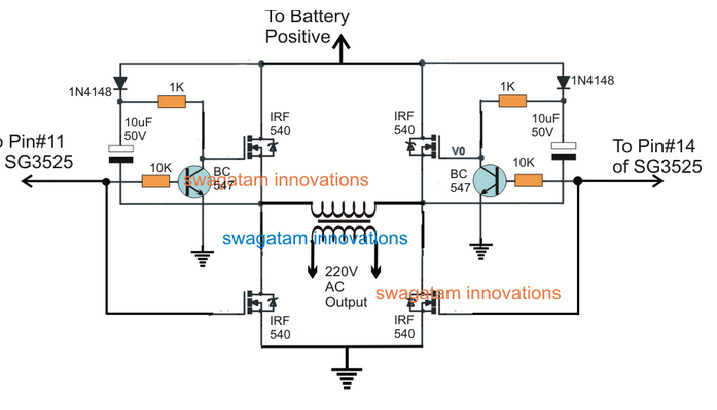 To Battery
Positive
1N4148
1K
IRF
540
10uF
50V
10K
BC
547
To Pin#11
SG3525
swagatam innovations
IRF
540
1K
1N4148
V0
10uF
50V
BC
547
10K
To Pin#14
of SG3525
swagatam innovations
220V
AC
Output
swagatam innovations
IRF
540
IRF
540